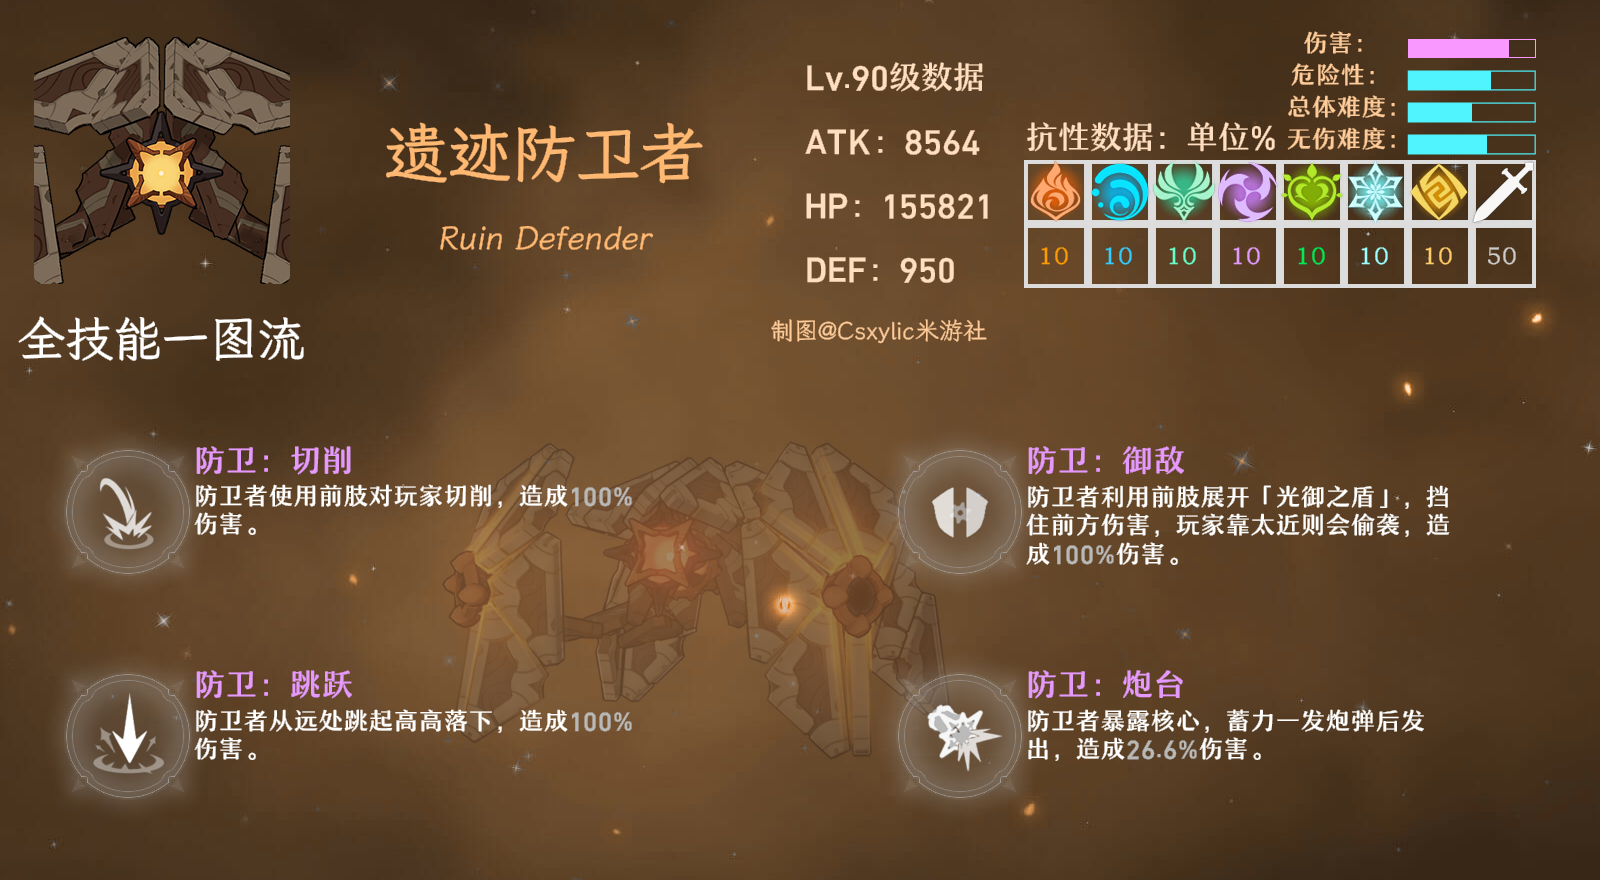 遗迹防卫者
Ruin Defender
全技能一图流
Lv.90级数据
ATK：8564
HP：155821
DEF：950
制图@Csxylic米游社
伤害：
危险性：
总体难度：
无伤难度：
抗性数据：单位%
10 10 10 10 10 10 10 50
防卫：切削
防卫者使用前肢对玩家切削，造成100%
伤害。
防卫：御敌
防卫者利用前肢展开「光御之盾」，挡
住前方伤害，玩家靠太近则会偷袭，造
成100%伤害。
防卫：跳跃
防卫者从远处跳起高高落下，造成100%
伤害。
防卫：炮台
防卫者暴露核心，蓄力一发炮弹后发
出，造成26.6%伤害。